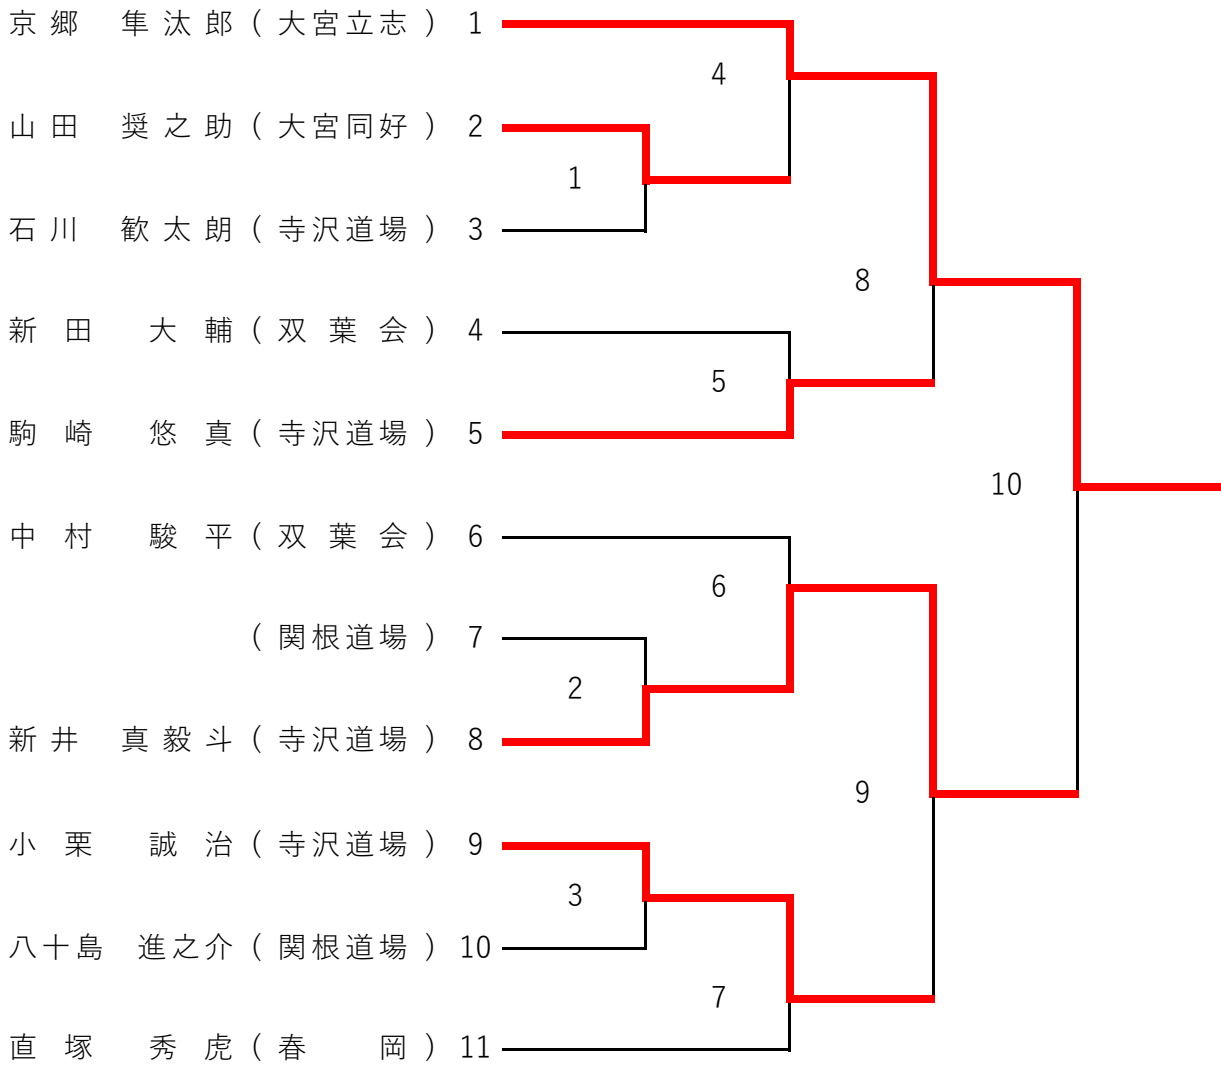 京郷 隼汰郎 ( 大宮立志 ) 1
4
山田 奨之助 ( 大宮同好 ) 2
1
石川 歓太朗 ( 寺沢道場 ) 3
8
新田 大輔 ( 双葉会 ) 4
5
駒崎 悠真 ( 寺沢道場 ) 5
10
中村 駿平 ( 双葉会 ) 6
6
( 関根道場 ) 7
2
新井 真毅斗 ( 寺沢道場 ) 8
9
小栗 誠治 ( 寺沢道場 ) 9
3
八十島 進之介 ( 関根道場 ) 10
7
直塚 秀虎 ( 春岡 ) 11